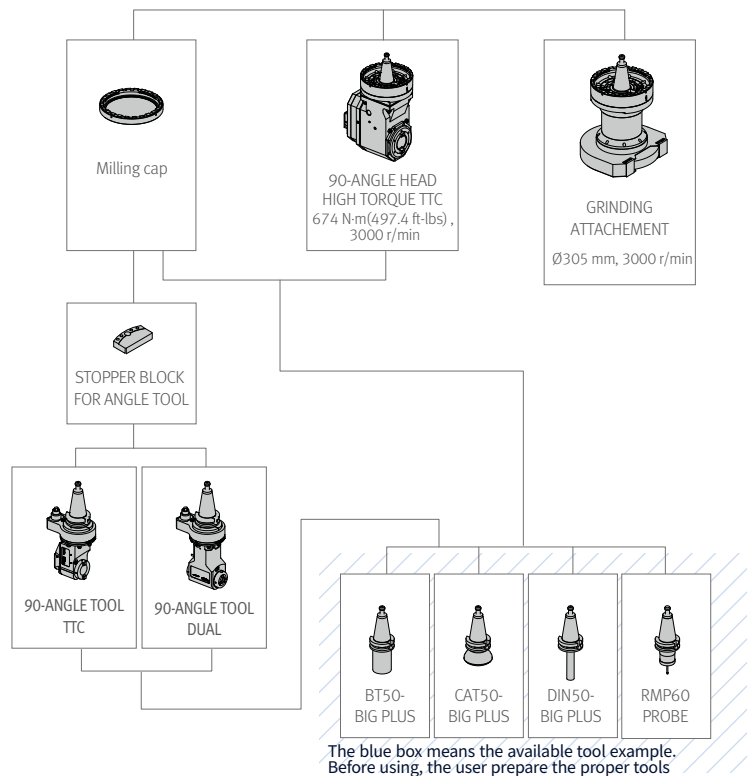 Milling cap
90-ANGLE HEAD
HIGH TORQUE TTC
674 N·m(497.4 ft-lbs) ,
3000 r/min
GRINDING
ATTACHEMENT
Ø305 mm, 3000 r/min
STOPPER BLOCK
FOR ANGLE TOOL
90-ANGLE TOOL
TTC
90-ANGLE TOOL
DUAL
BT50-
BIG PLUS
CAT50-
BIG PLUS
DIN50-
BIG PLUS
RMP60
PROBE
The blue box means the available tool example.
Before using, the user prepare the proper tools